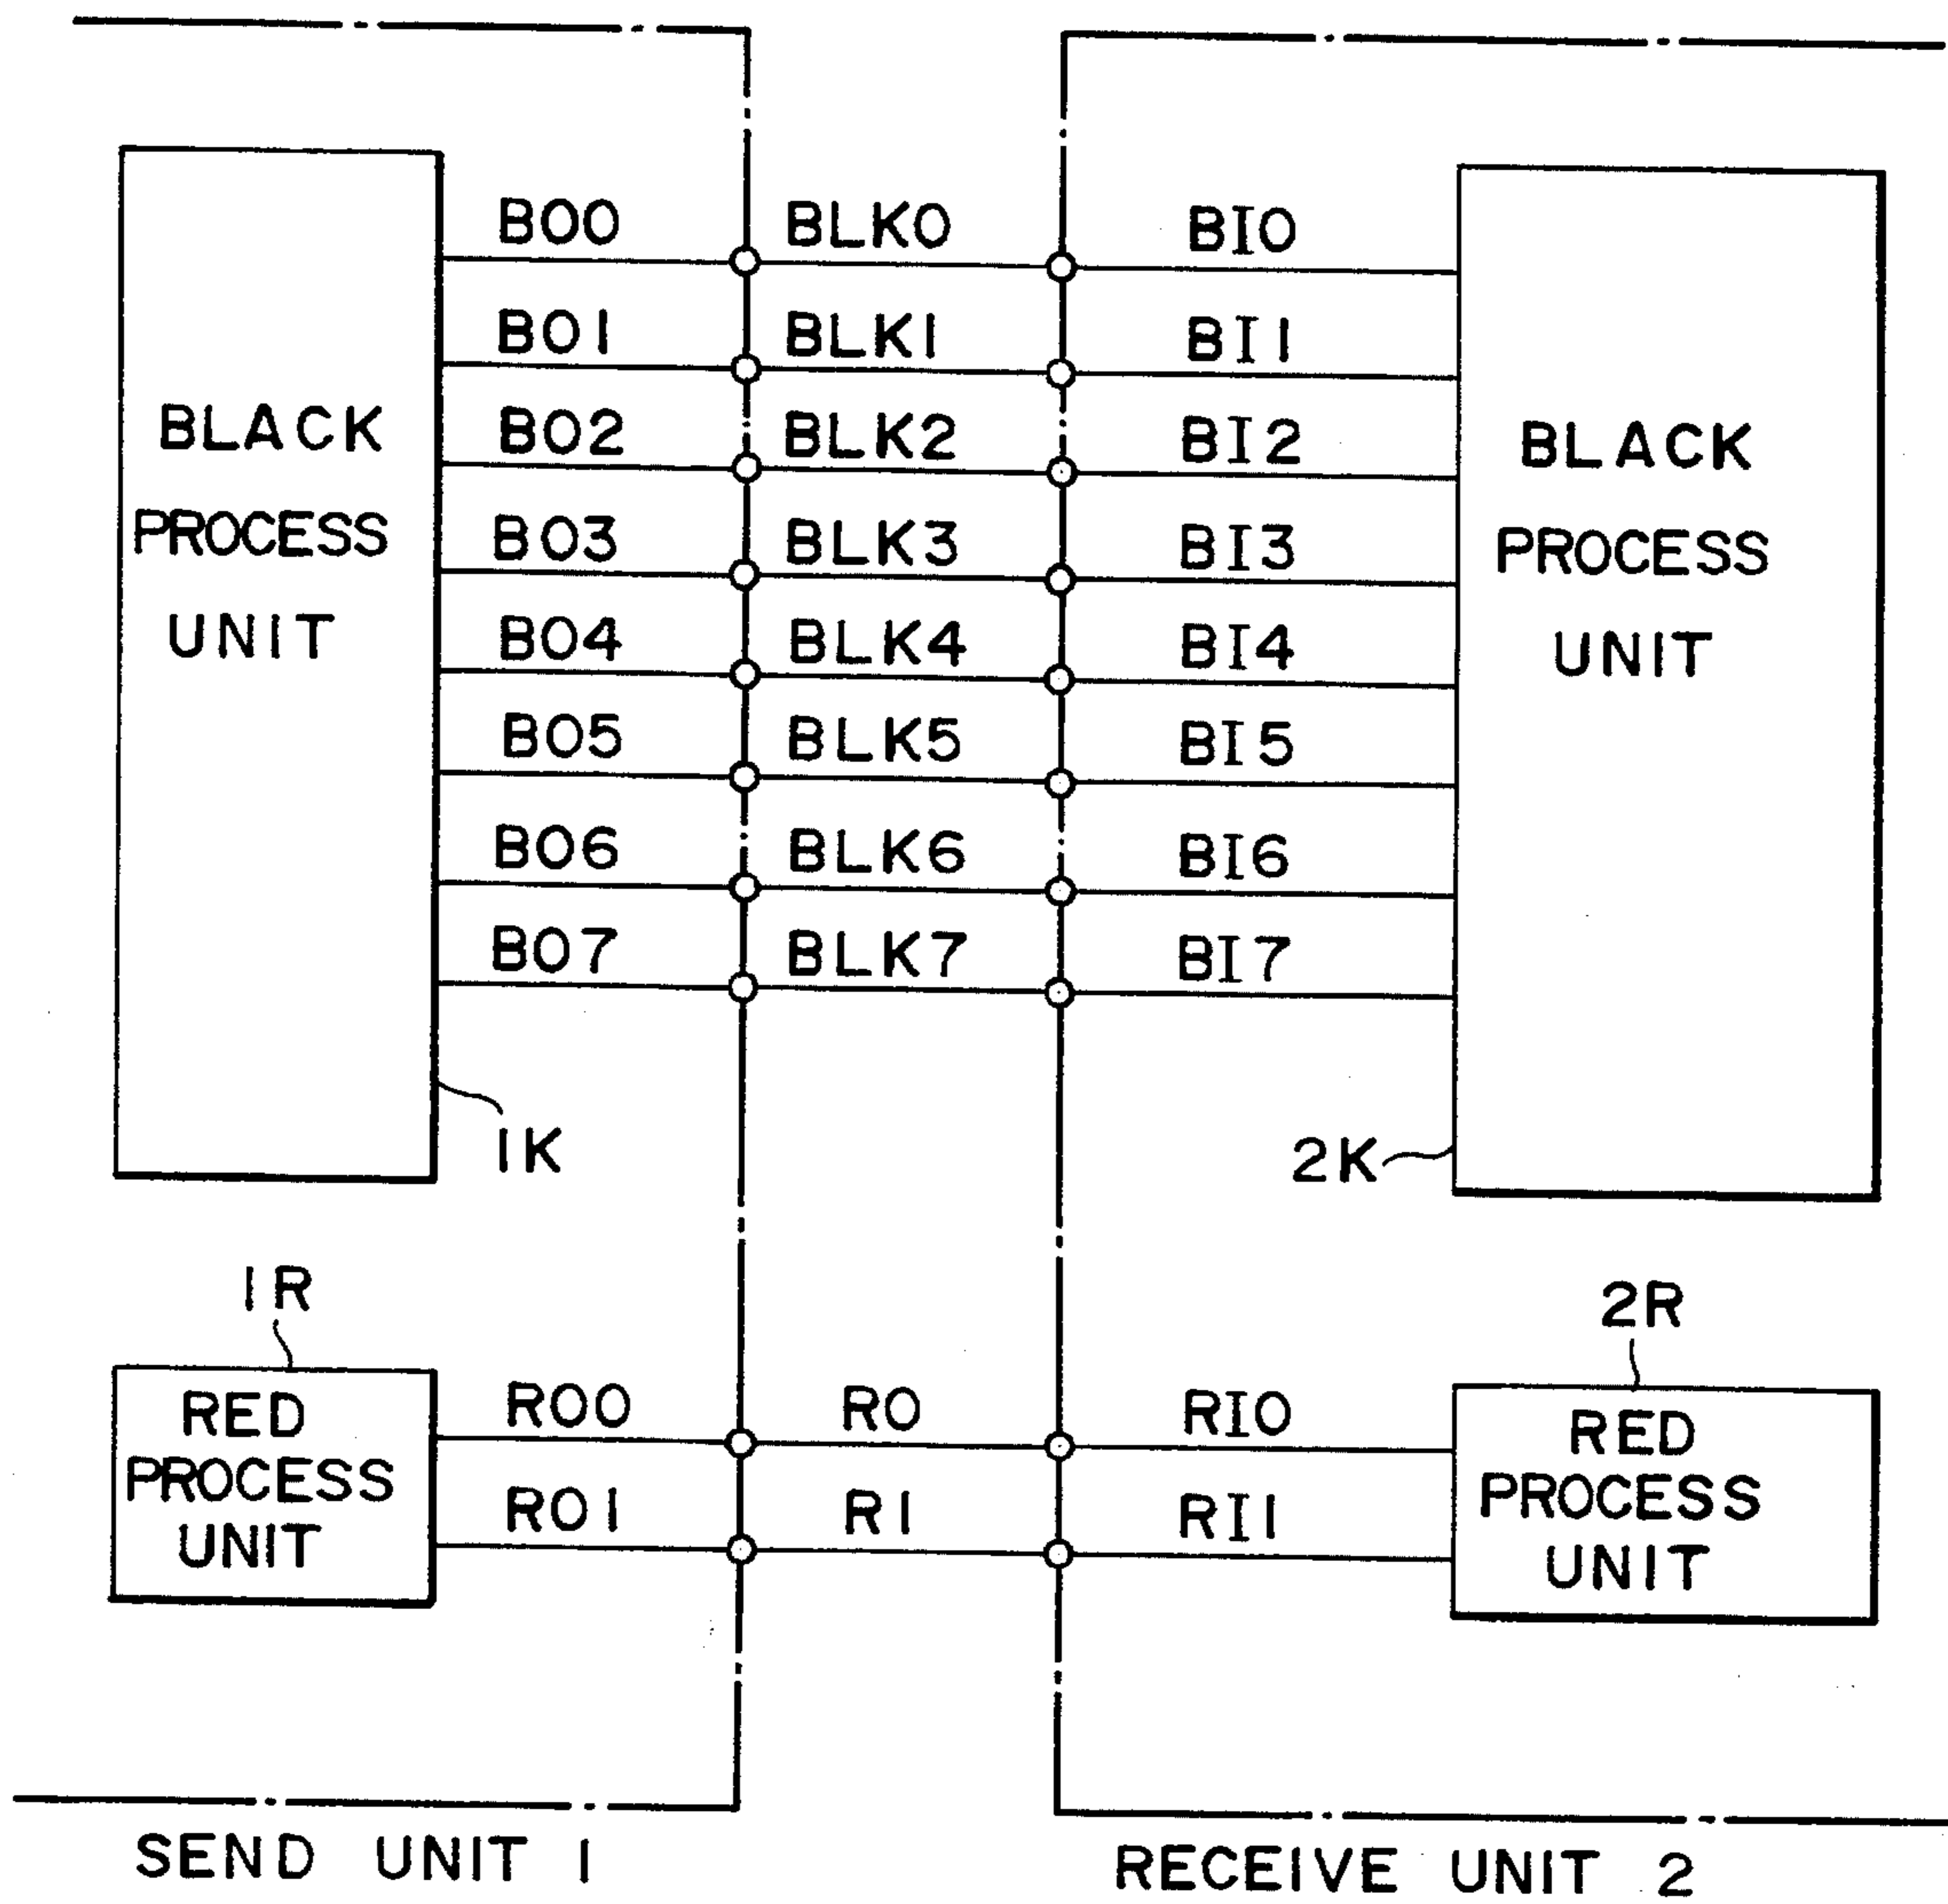 BO0 BLK0 BI0
BO1 BLK1 BI1
BLACK PROCESS UNIT
BO2 BLK2 BI2
BLACK PROCESS UNIT
BO3 BLK3 BI3
BO4 BLK4 BI4
BO5 BLK5 BI5
BO6 BLK6 BI6
BO7 BLK7 BI7
1K
2K
1R
2R
RED
PROCESS
UNIT
RO0 R0 RI0
RO1 R1 RI1
RED
PROCESS
UNIT
SEND UNIT 1
RECEIVE UNIT 2